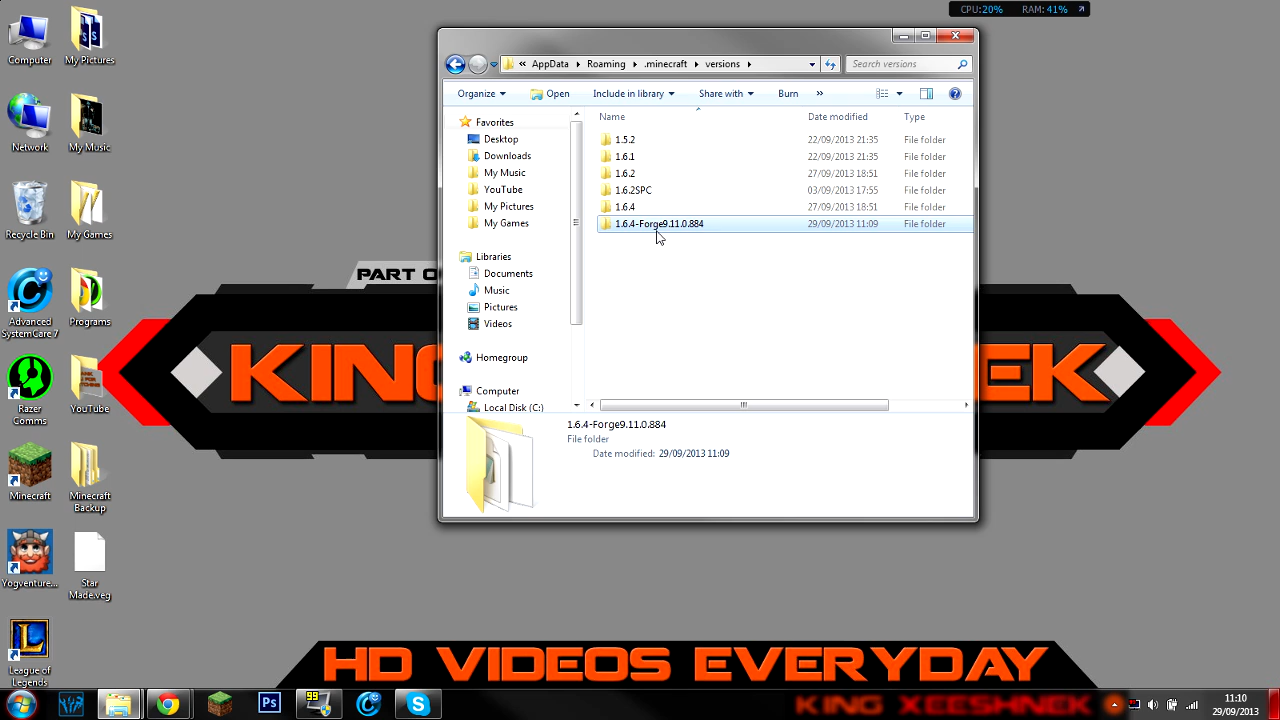 CPU:20% RAM: 41%
Computer
My Pictures
Network
My Music
Recycle Bin
My Games
Advanced
SystemCare 7
Programs
Razer
Comms
YouTube
Minecraft
Minecraft
Backup
Yogventure...
Star
Made.veg
League of
Legends
« AppData Roaming .minecraft versions
Search versions
Organize Open Include in library Share with Burn »
Name Date modified Type
Favorites
Desktop
Downloads
My Music
YouTube
My Pictures
My Games
Libraries
Documents
Music
Pictures
Videos
Homegroup
Computer
Local Disk (C:)
1.5.2 22/09/2013 21:35 File folder
1.6.1 22/09/2013 21:35 File folder
1.6.2 27/09/2013 18:51 File folder
1.6.2SPC 03/09/2013 17:55 File folder
1.6.4 27/09/2013 18:51 File folder
1.6.4-Forge9.11.0.884 29/09/2013 11:09 File folder
1.6.4-Forge9.11.0.884
File folder
Date modified: 29/09/2013 11:09
PART O
KING
EK
HD VIDEOS EVERYDAY
KING XEESHNEK
Ps
99
11:10
29/09/2013